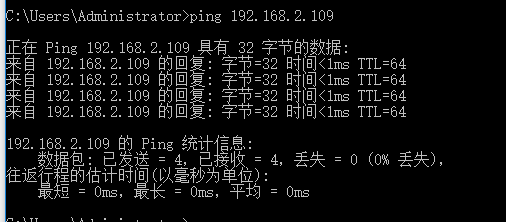 C:\Users\Administrator>ping 192.168.2.109
正在 Ping 192.168.2.109 具有 32 字节的数据:
来自 192.168.2.109 的回复: 字节=32 时间<1ms TTL=64
来自 192.168.2.109 的回复: 字节=32 时间<1ms TTL=64
来自 192.168.2.109 的回复: 字节=32 时间<1ms TTL=64
来自 192.168.2.109 的回复: 字节=32 时间<1ms TTL=64
192.168.2.109 的 Ping 统计信息:
数据包: 已发送 = 4，已接收 = 4，丢失 = 0 (0% 丢失)，
往返行程的估计时间(以毫秒为单位):
最短 = 0ms，最长 = 0ms，平均 = 0ms